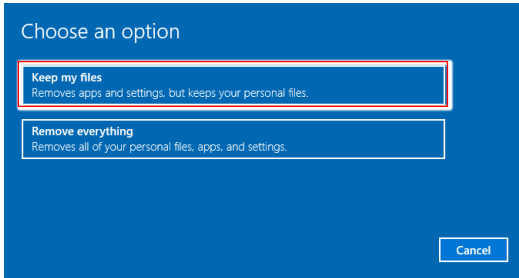 Choose an option
Keep my files
Removes apps and settings, but keeps your personal files.
Remove everything
Removes all of your personal files, apps, and settings.
Cancel